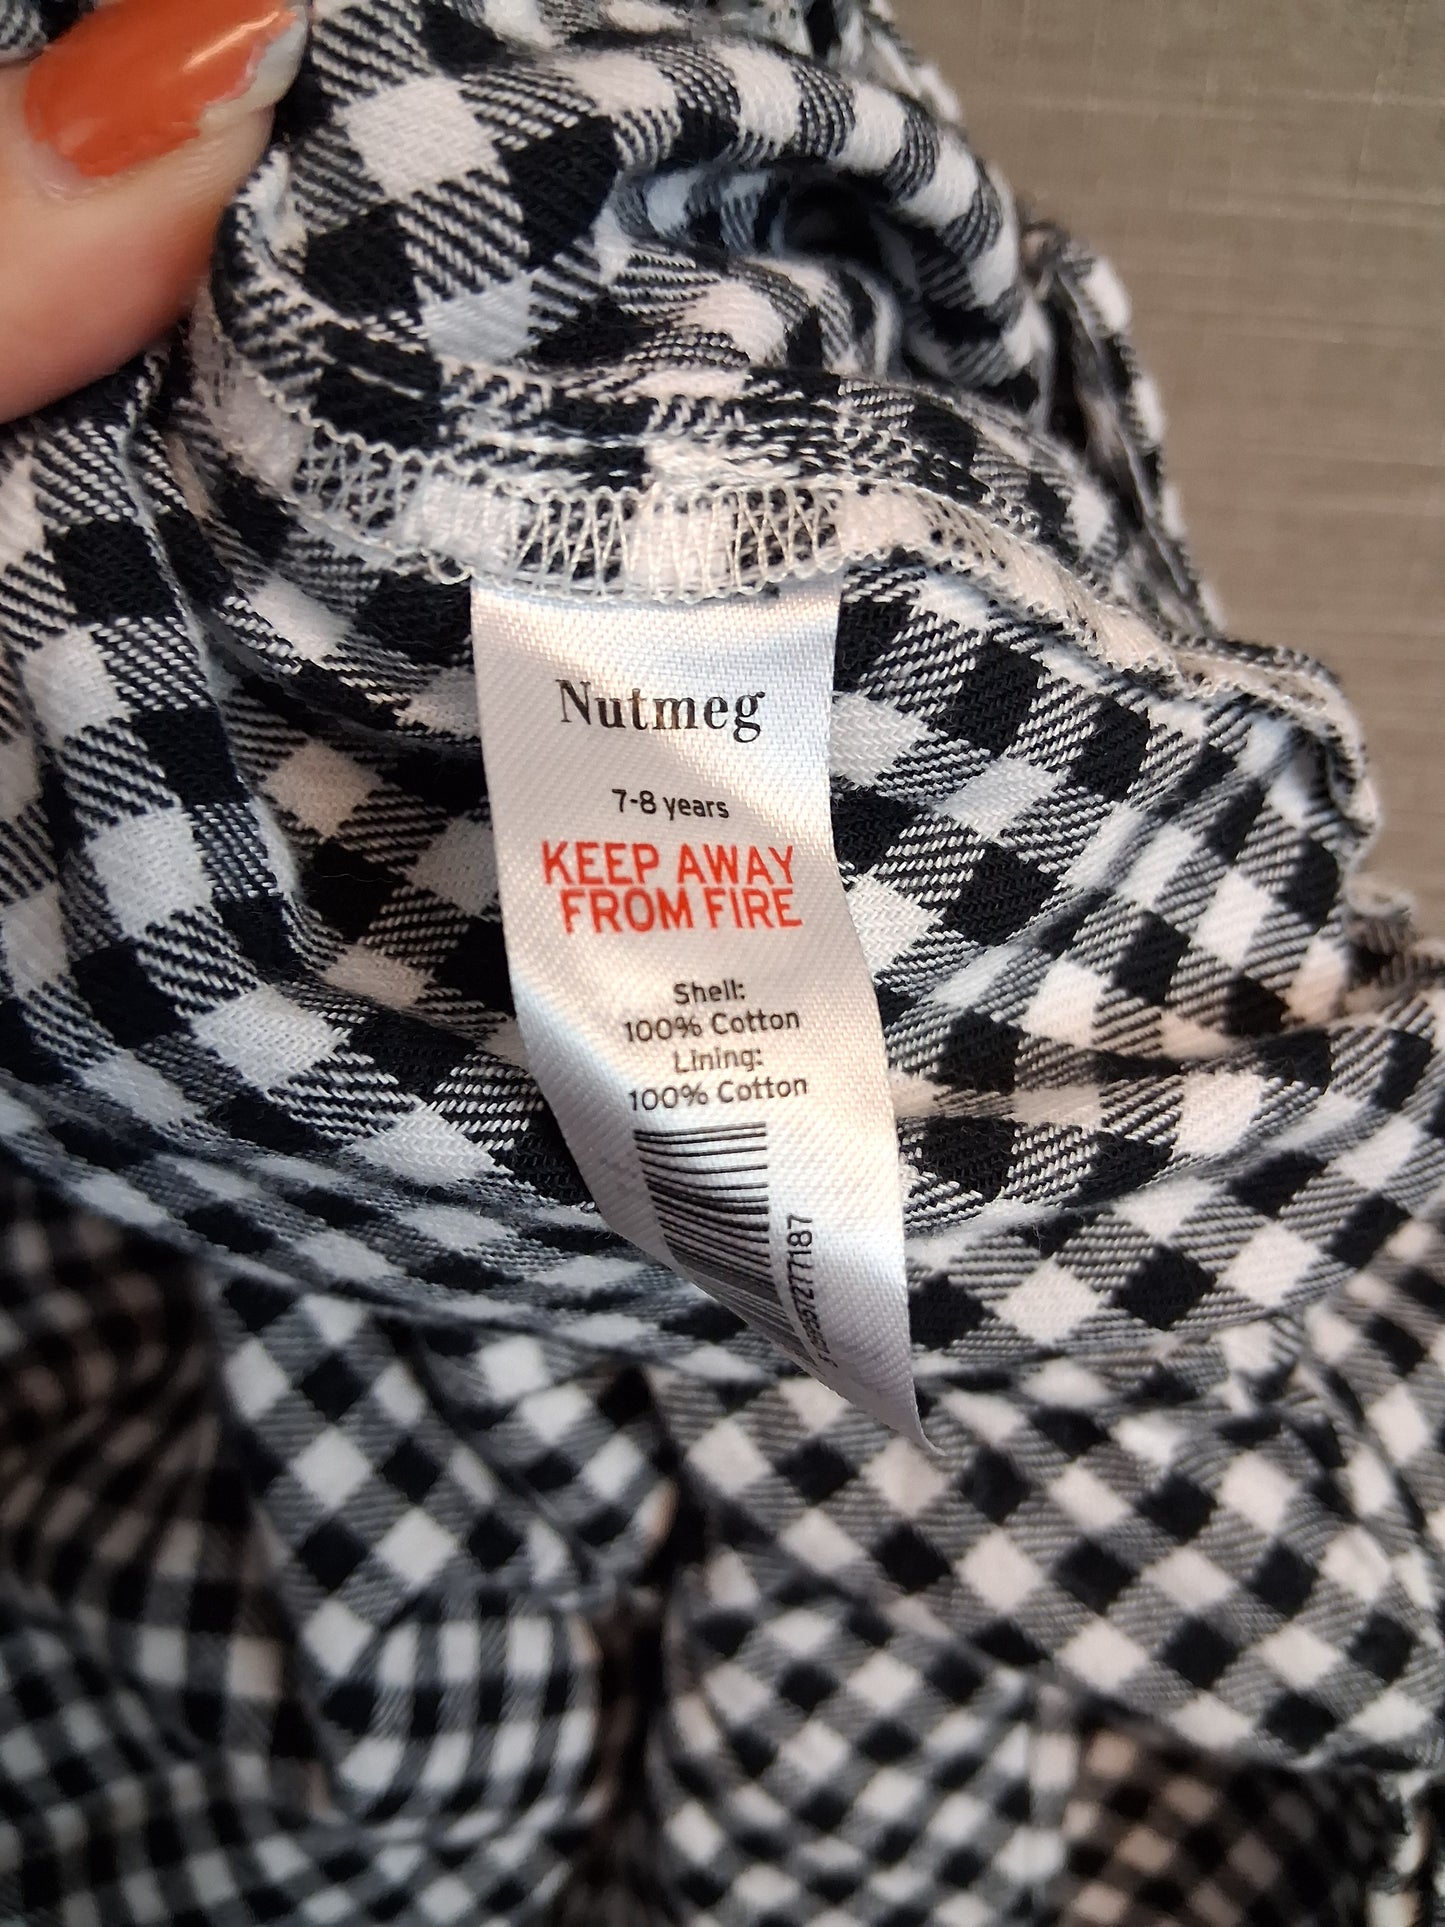 Nutmeg
7-8 years
KEEP AWAY
FROM FIRE
Shell:
100% Cotton
Lining:
100% Cotton